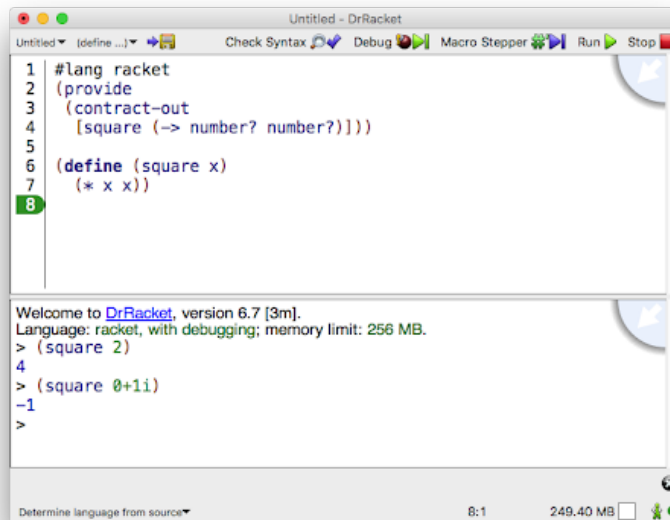 Untitled - DrRacket
Untitled▾ (define ...)▾ Check Syntax Debug Macro Stepper Run Stop
1 #lang racket
2 (provide
3  (contract-out
4   [square (-> number? number?)]))
5
6 (define (square x)
7   (* x x))
8
Welcome to DrRacket, version 6.7 [3m].
Language: racket, with debugging; memory limit: 256 MB.
> (square 2)
4
> (square 0+1i)
-1
>
Determine language from source▾ 8:1 249.40 MB